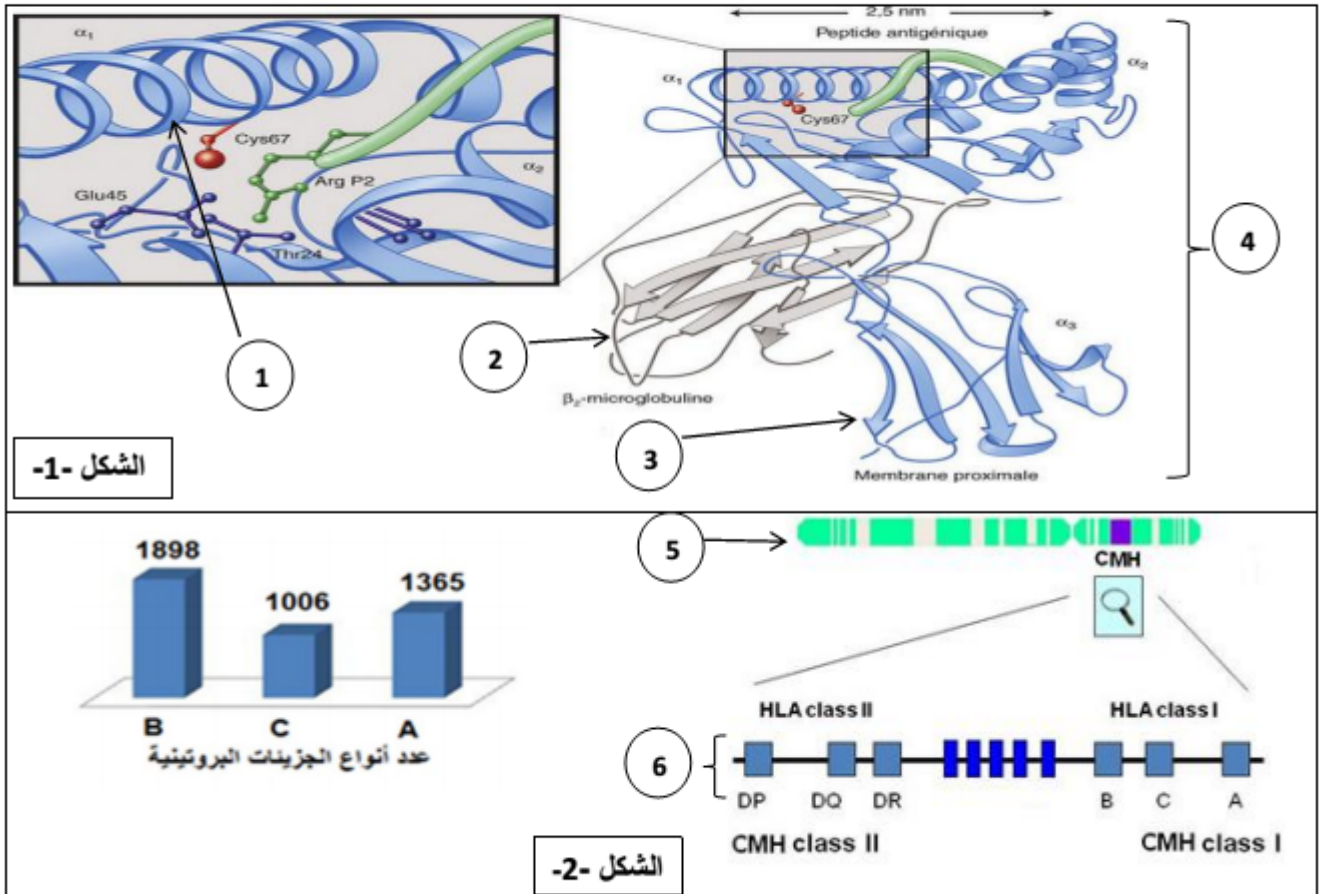 α₁
Cys67
Arg P2
α₂
Glu45
Thr24
1
الشكل -1-
2,5 nm
Peptide antigénique
α₁
α₂
Cys67
4
2
β₂-microglobuline
α₃
3
Membrane proximale
1898
1006
1365
B
C
A
عدد أنواع الجزيئات البروتينية
5
CMH
HLA class II
HLA class I
6
DP
DQ
DR
B
C
A
CMH class II
CMH class I
الشكل -2-